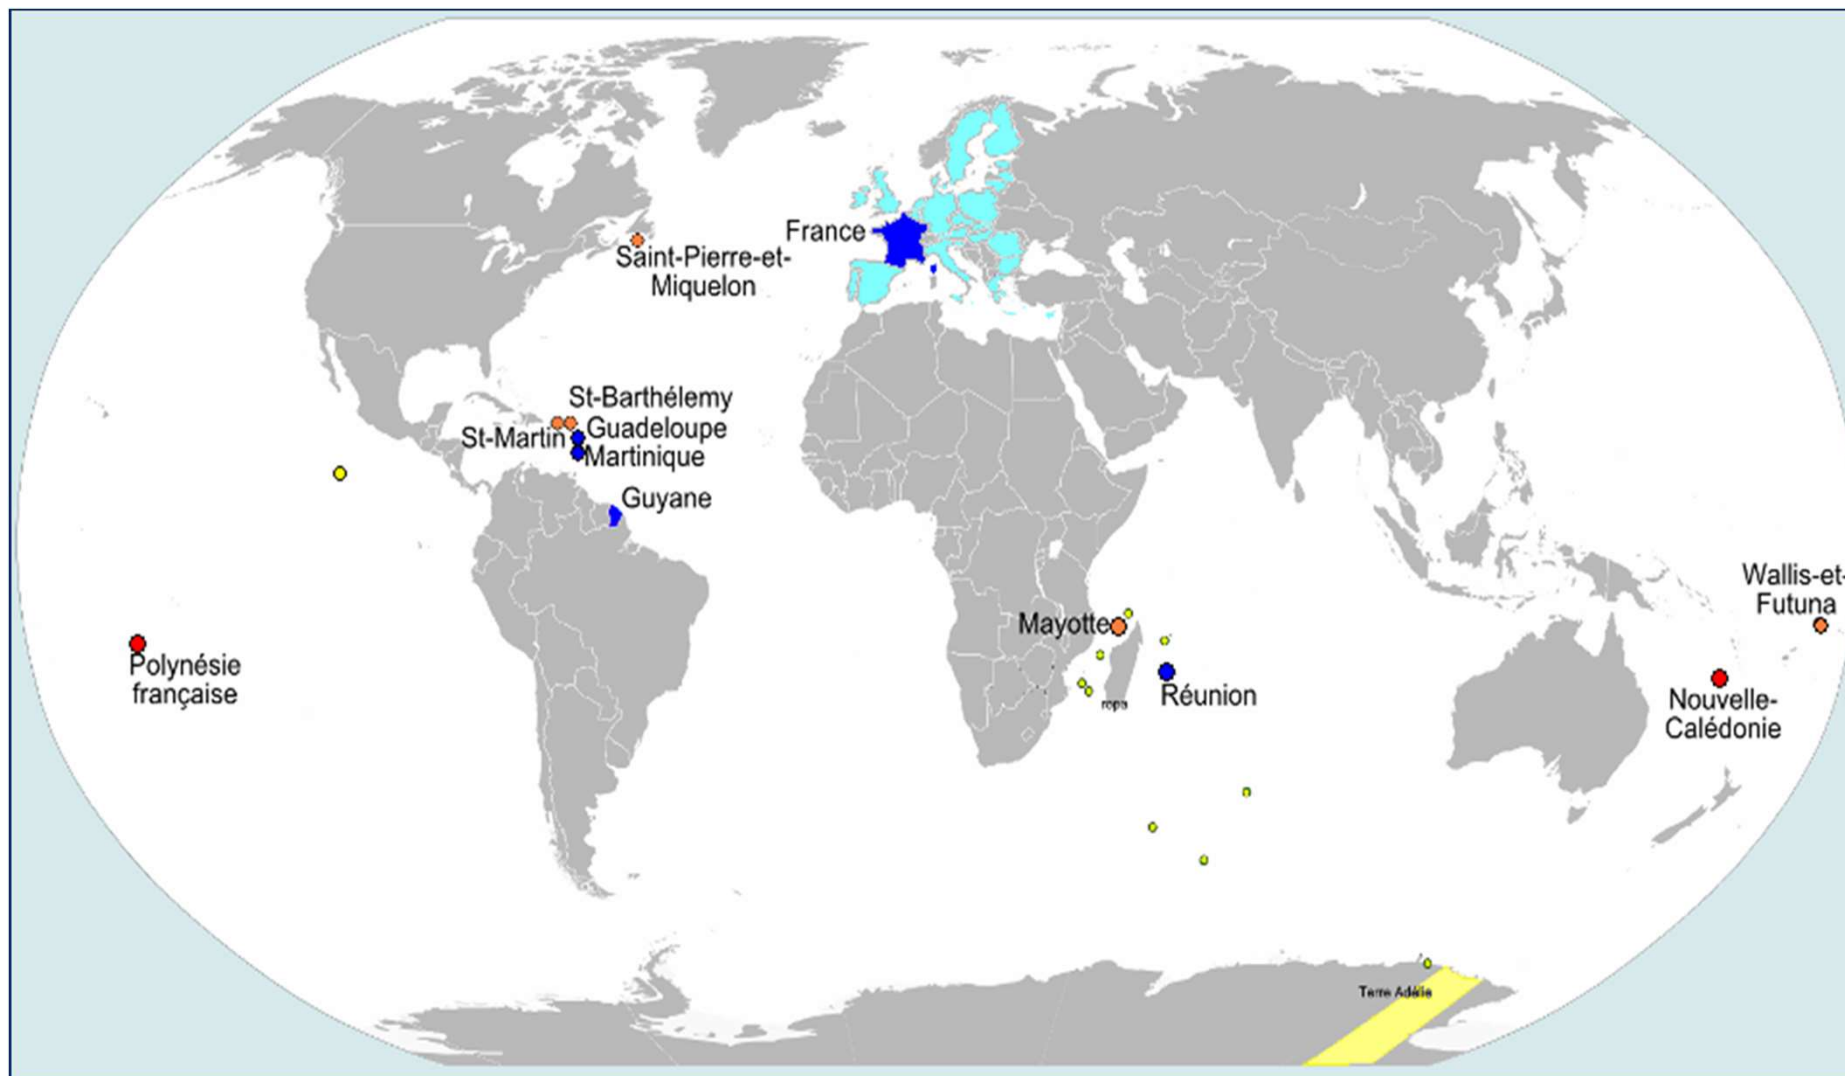 France
Saint-Pierre-et-
Miquelon
St-Barthélemy
St-Martin
Guadeloupe
Martinique
Guyane
Wallis-et-
Futuna
Mayotte
Polynésie
française
Réunion
Nouvelle-
Calédonie
ropa
Terre Adélie